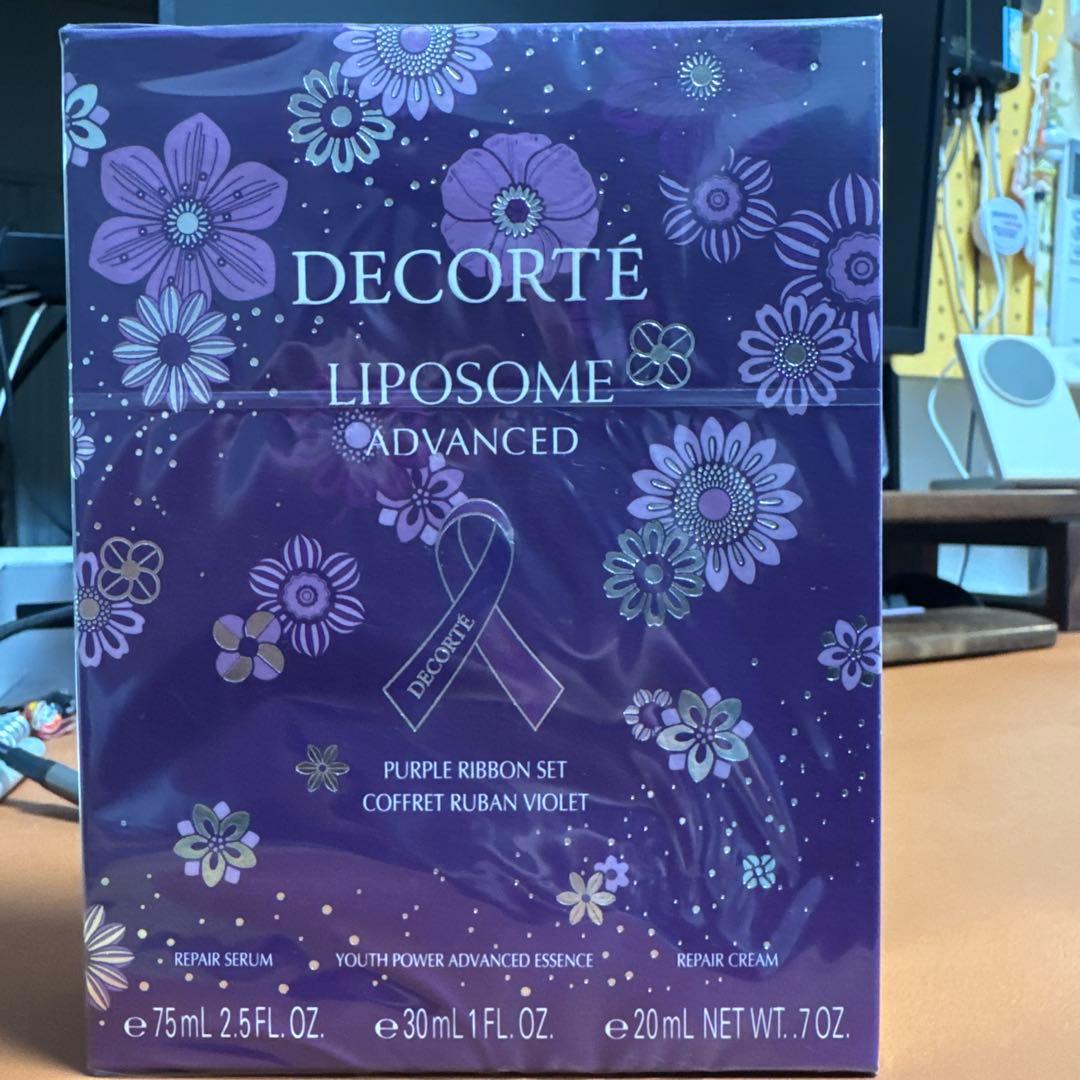 DECORTÉ
LIPOSOME
ADVANCED
DECORTÉ
PURPLE RIBBON SET
COFFRET RUBAN VIOLET
REPAIR SERUM
YOUTH POWER ADVANCED ESSENCE
REPAIR CREAM
e 75mL 2.5FL.OZ.
e 30mL 1FL.OZ.
e 20mL NET WT. .7OZ.